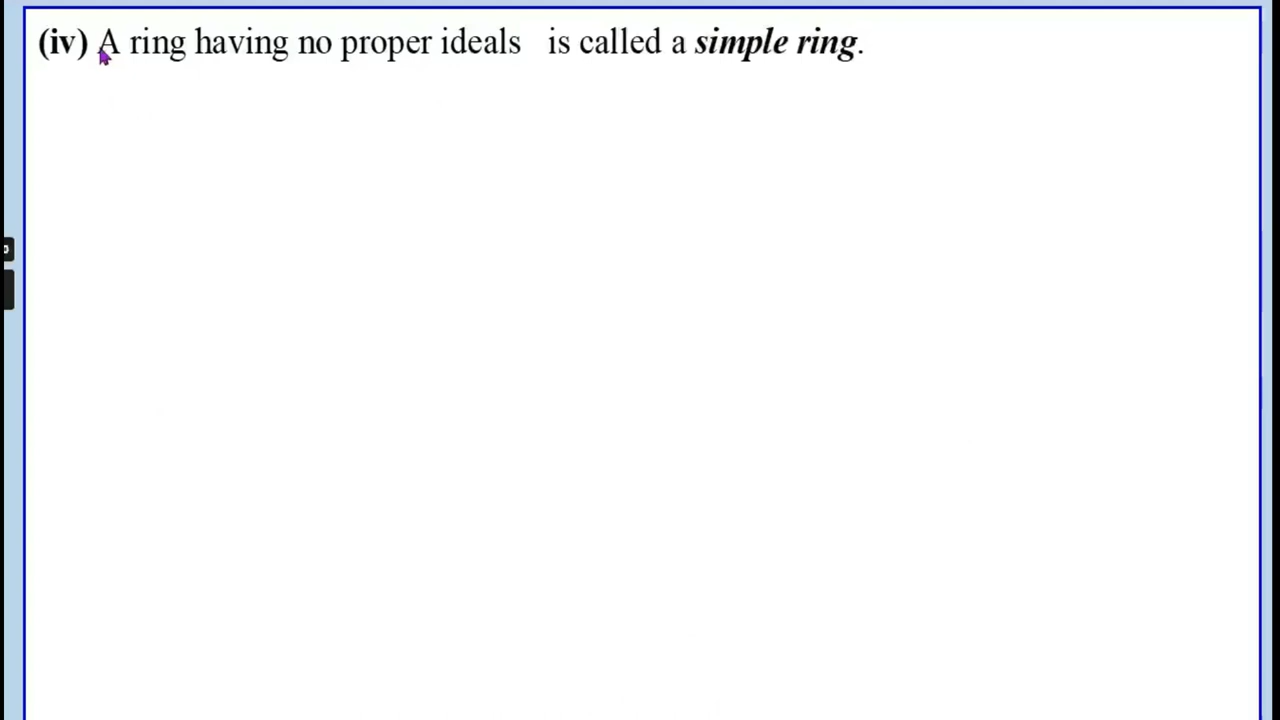 (iv) A ring having no proper ideals is called a simple ring.